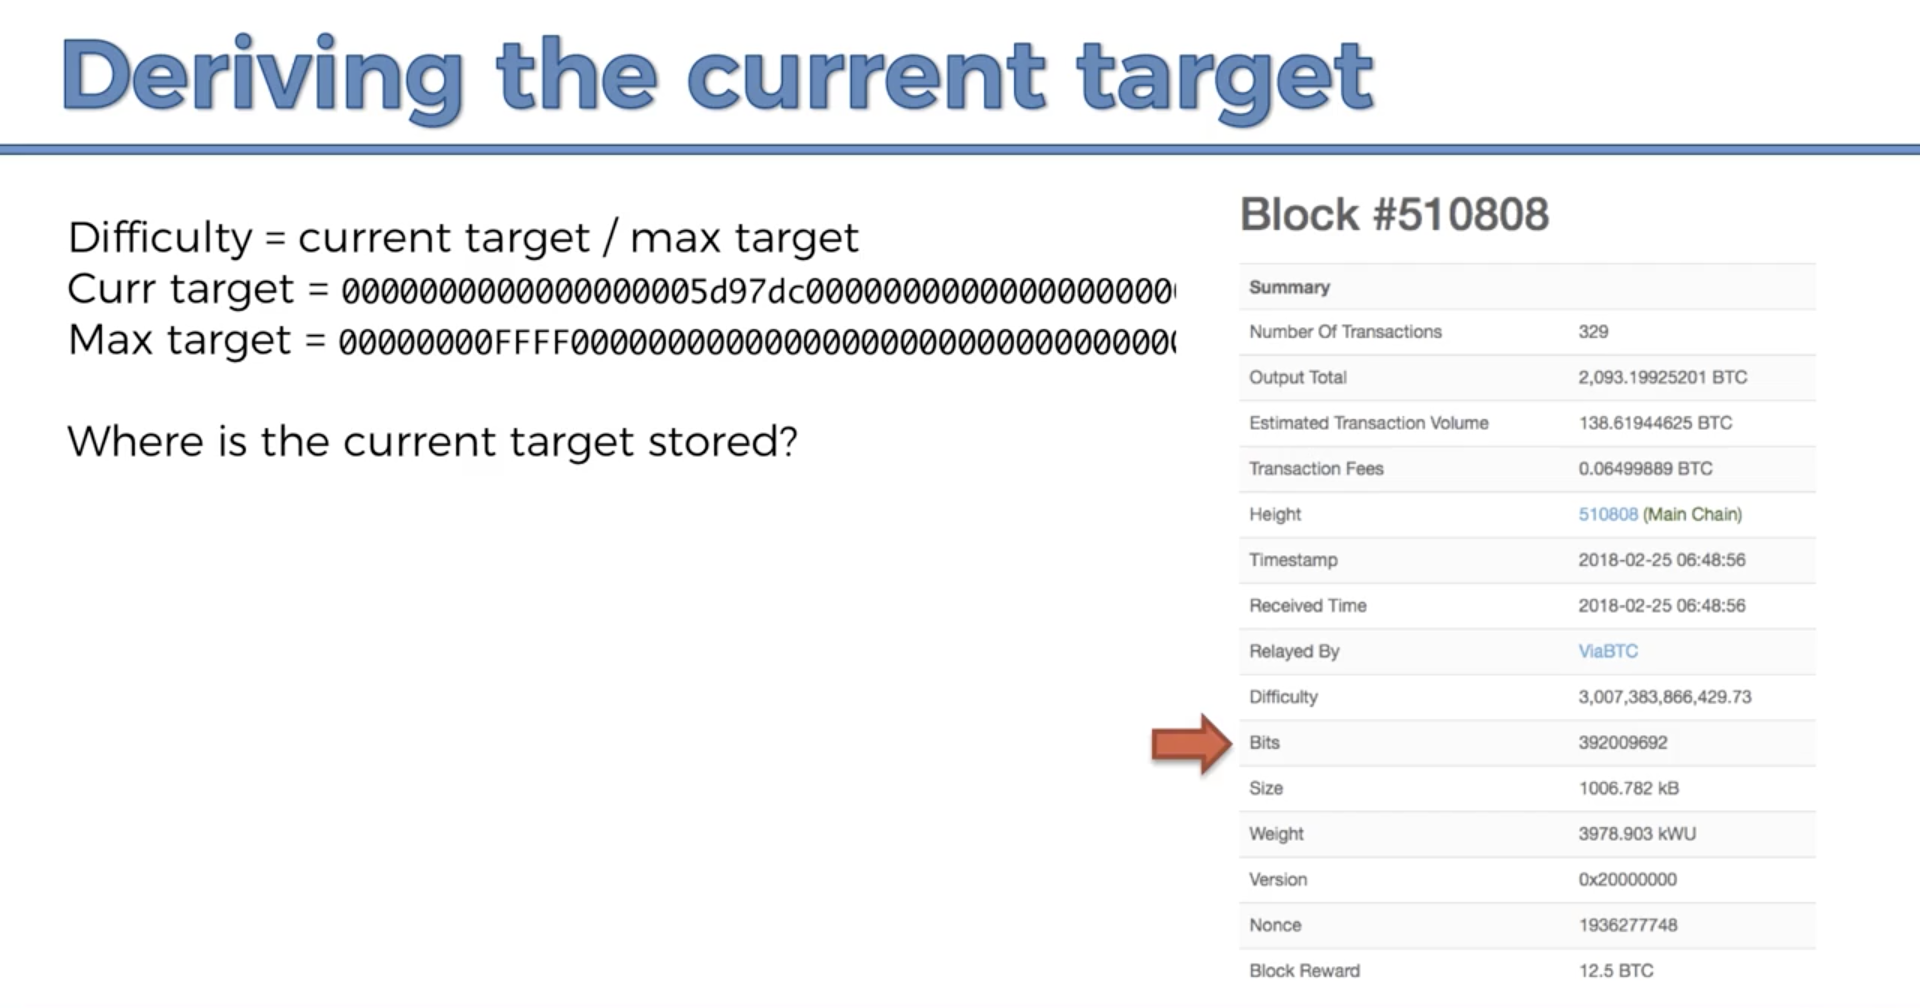 Deriving the current target
Difficulty = current target / max target
Curr target = 0000000000000000005d97dc0000000000000000000
Max target = 00000000FFFF0000000000000000000000000000000
Where is the current target stored?
Block #510808
Summary
Number Of Transactions 329
Output Total 2,093.19925201 BTC
Estimated Transaction Volume 138.61944625 BTC
Transaction Fees 0.06499889 BTC
Height 510808 (Main Chain)
Timestamp 2018-02-25 06:48:56
Received Time 2018-02-25 06:48:56
Relayed By ViaBTC
Difficulty 3,007,383,866,429.73
Bits 392009692
Size 1006.782 kB
Weight 3978.903 kWU
Version 0x20000000
Nonce 1936277748
Block Reward 12.5 BTC